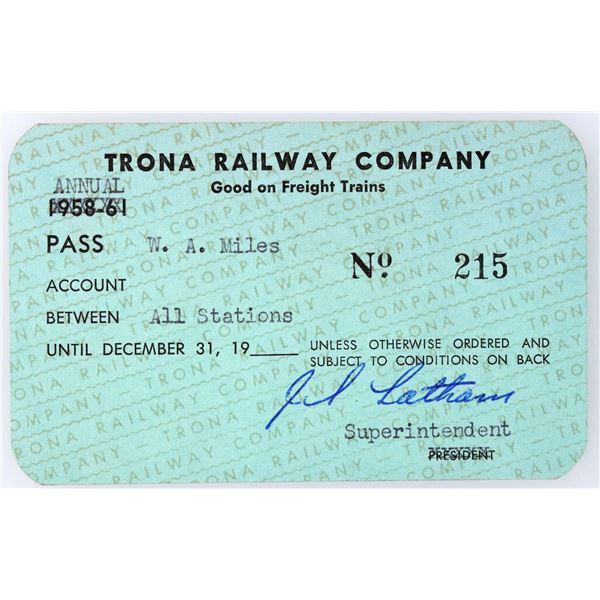 TRONA RAILWAY COMPANY
Good on Freight Trains
ANNUAL
1958-61
PASS W. A. Miles
No. 215
ACCOUNT
BETWEEN All Stations
UNTIL DECEMBER 31, 19____ UNLESS OTHERWISE ORDERED AND
SUBJECT TO CONDITIONS ON BACK
Latham
Superintendent
PRESIDENT